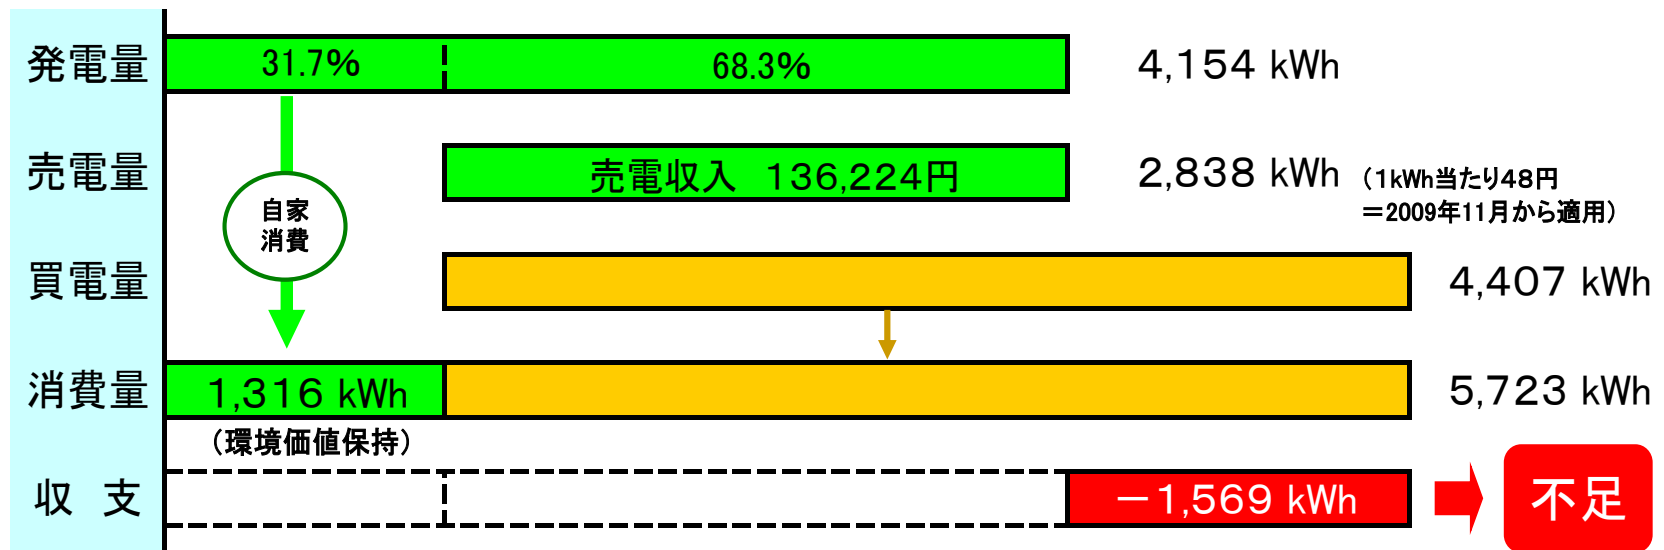 発電量 31.7% 68.3% 4,154 kWh
売電量 売電収入 136,224円 2,838 kWh (1kWh当たり48円
=2009年11月から適用)
自家
消費
買電量 4,407 kWh
消費量 1,316 kWh 5,723 kWh
(環境価値保持)
収 支 -1,569 kWh 不足